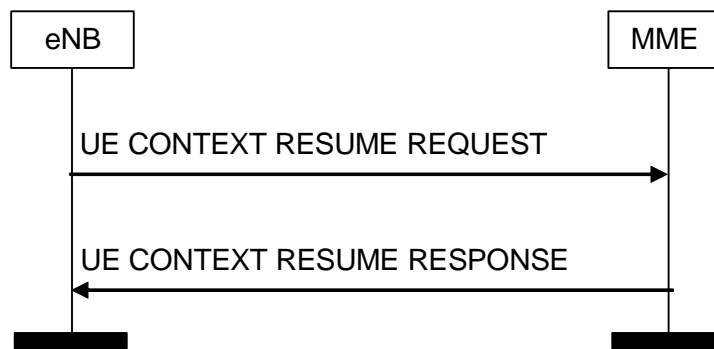 eNB
MME
UE CONTEXT RESUME REQUEST
UE CONTEXT RESUME RESPONSE